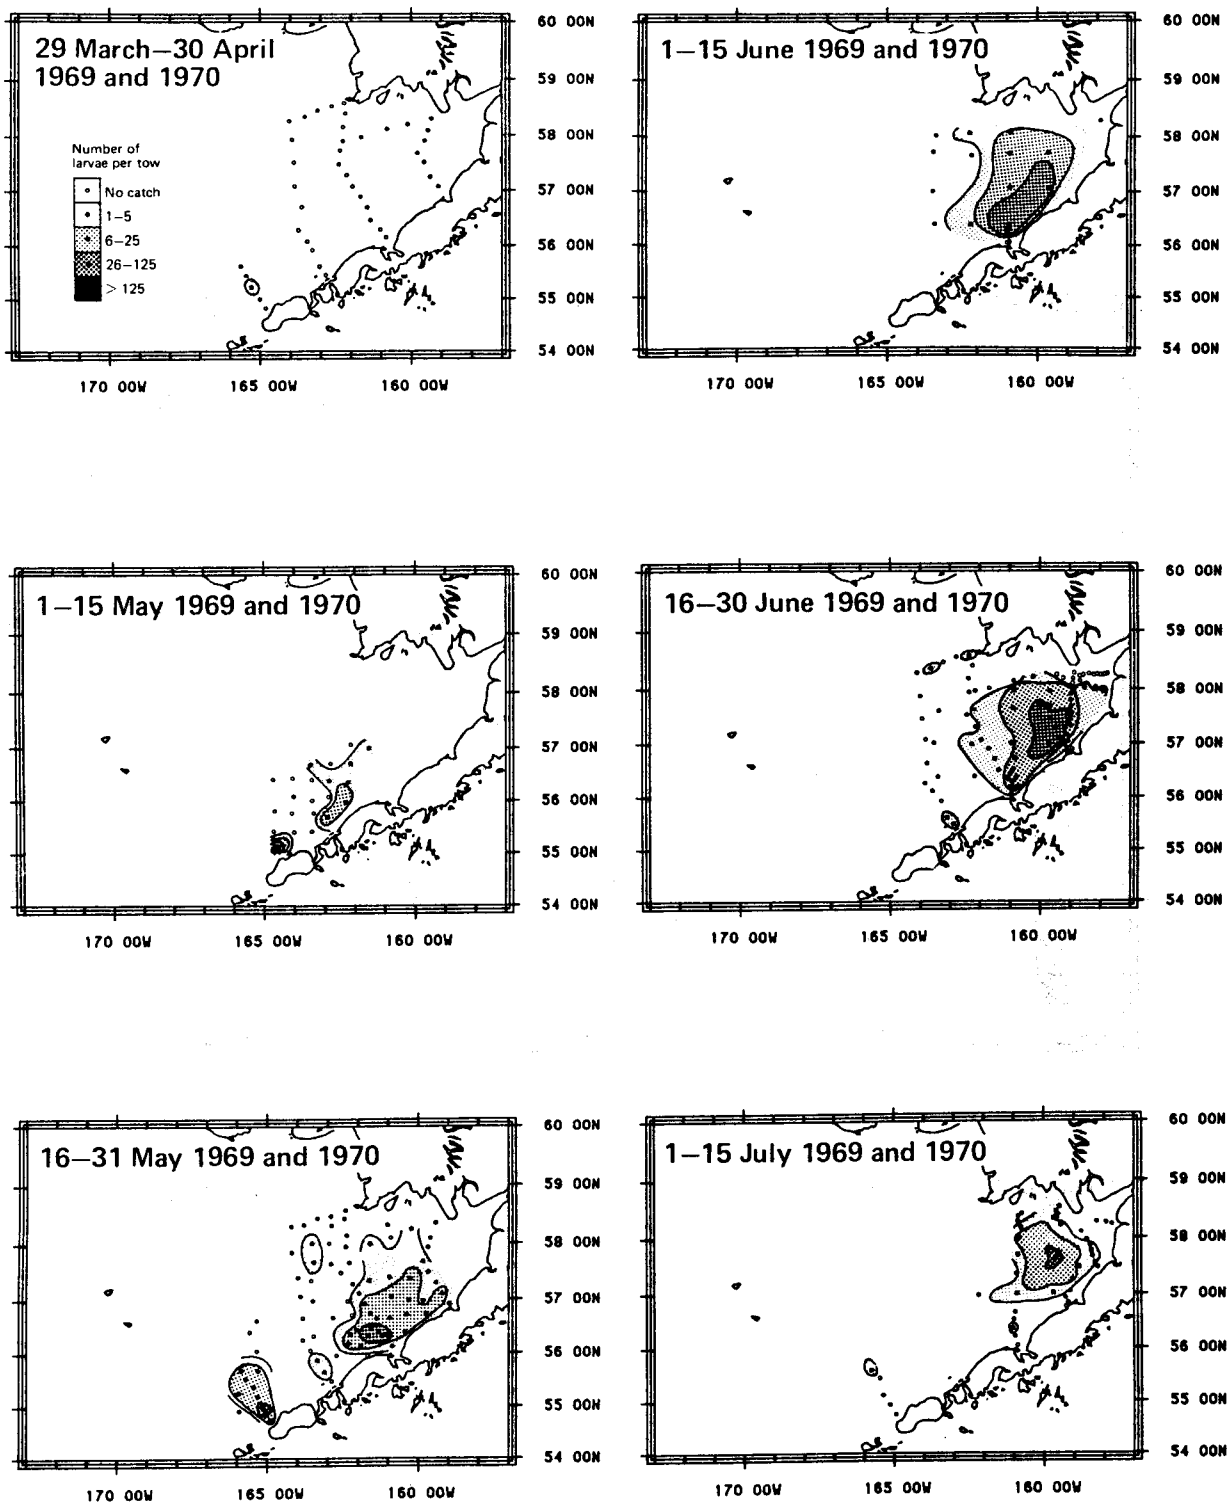 29 March–30 April
1969 and 1970
Number of
larvae per tow
No catch
1–5
6–25
26–125
> 125
60 00N
59 00N
58 00N
57 00N
56 00N
55 00N
54 00N
170 00W 165 00W 160 00W
1–15 June 1969 and 1970
60 00N
59 00N
58 00N
57 00N
56 00N
55 00N
54 00N
170 00W 165 00W 160 00W
1–15 May 1969 and 1970
60 00N
59 00N
58 00N
57 00N
56 00N
55 00N
54 00N
170 00W 165 00W 160 00W
16–30 June 1969 and 1970
60 00N
59 00N
58 00N
57 00N
56 00N
55 00N
54 00N
170 00W 165 00W 160 00W
16–31 May 1969 and 1970
60 00N
59 00N
58 00N
57 00N
56 00N
55 00N
54 00N
170 00W 165 00W 160 00W
1–15 July 1969 and 1970
60 00N
59 00N
58 00N
57 00N
56 00N
55 00N
54 00N
170 00W 165 00W 160 00W